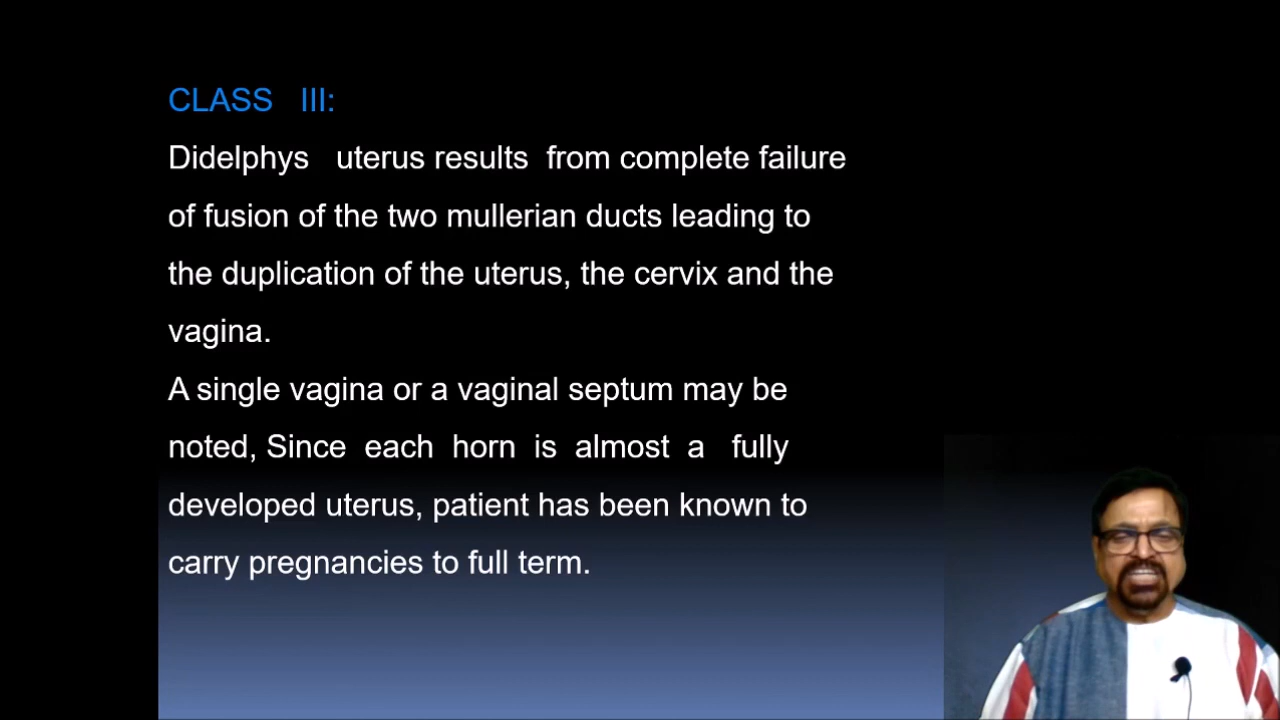 CLASS III:
Didelphys uterus results from complete failure
of fusion of the two mullerian ducts leading to
the duplication of the uterus, the cervix and the
vagina.
A single vagina or a vaginal septum may be
noted, Since each horn is almost a fully
developed uterus, patient has been known to
carry pregnancies to full term.